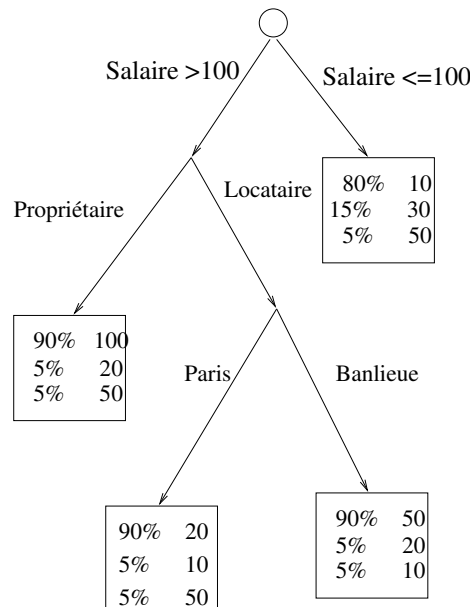 Salaire >100
Salaire <=100
Locataire
80% 10
15% 30
5% 50
Propriétaire
90% 100
5% 20
5% 50
Paris
Banlieue
90% 20
5% 10
5% 50
90% 50
5% 20
5% 10